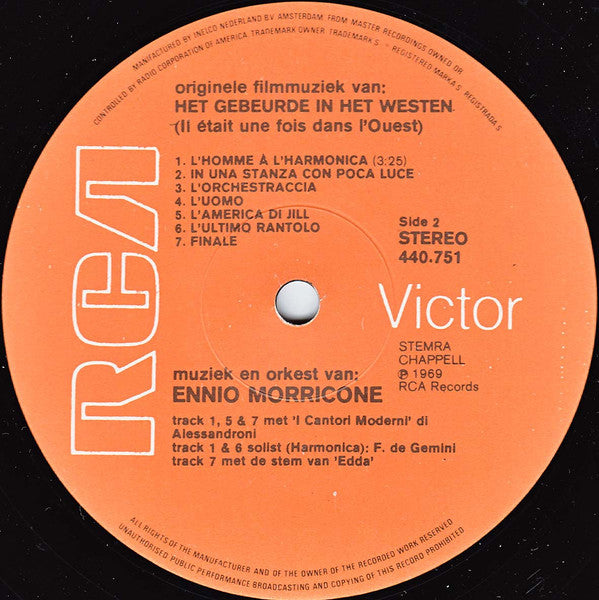 MANUFACTURED BY INELCO NEDERLAND BV AMSTERDAM, FROM MASTER RECORDINGS OWNED OR
CONTROLLED BY RADIO CORPORATION OF AMERICA. TRADEMARK OWNER. TRADEMARKS - REGISTERED MARKAS - REGISTRADAS
originele filmmuziek van:
HET GEBEURDE IN HET WESTEN
(Il était une fois dans l'Ouest)
1. L'HOMME À L'HARMONICA (3:25)
2. IN UNA STANZA CON POCA LUCE
3. L'ORCHESTRACCIA
4. L'UOMO
5. L'AMERICA DI JILL
6. L'ULTIMO RANTOLO
7. FINALE
Side 2
STEREO
440.751
RCA
Victor
STEMRA
CHAPPELL
℗ 1969
RCA Records
muziek en orkest van:
ENNIO MORRICONE
track 1, 5 & 7 met 'I Cantori Moderni' di
Alessandroni
track 1 & 6 solist (Harmonica): F. de Gemini
track 7 met de stem van 'Edda'
ALL RIGHTS OF THE MANUFACTURER AND OF THE OWNER OF THE RECORDED WORK RESERVED
UNAUTHORISED PUBLIC PERFORMANCE BROADCASTING AND COPYING OF THIS RECORD PROHIBITED